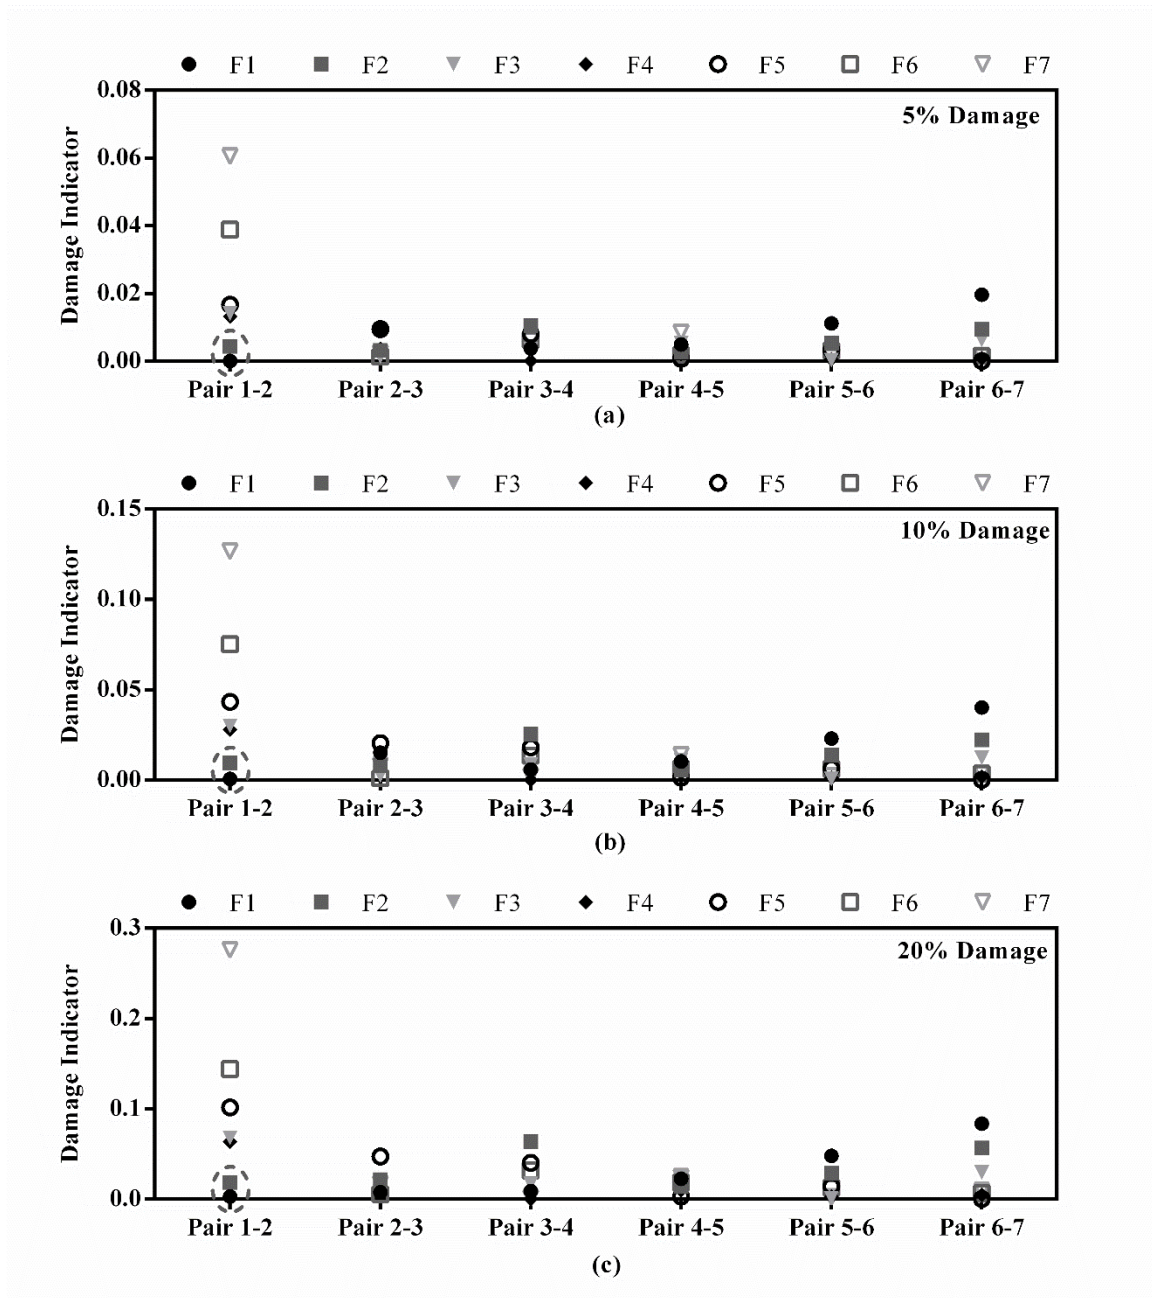 F1 F2 F3 F4 F5 F6 F7
0.08
5% Damage
0.06
0.04
0.02
0.00
Damage Indicator
Pair 1-2 Pair 2-3 Pair 3-4 Pair 4-5 Pair 5-6 Pair 6-7
(a)
F1 F2 F3 F4 F5 F6 F7
0.15
10% Damage
0.10
0.05
0.00
Damage Indicator
Pair 1-2 Pair 2-3 Pair 3-4 Pair 4-5 Pair 5-6 Pair 6-7
(b)
F1 F2 F3 F4 F5 F6 F7
0.3
20% Damage
0.2
0.1
0.0
Damage Indicator
Pair 1-2 Pair 2-3 Pair 3-4 Pair 4-5 Pair 5-6 Pair 6-7
(c)